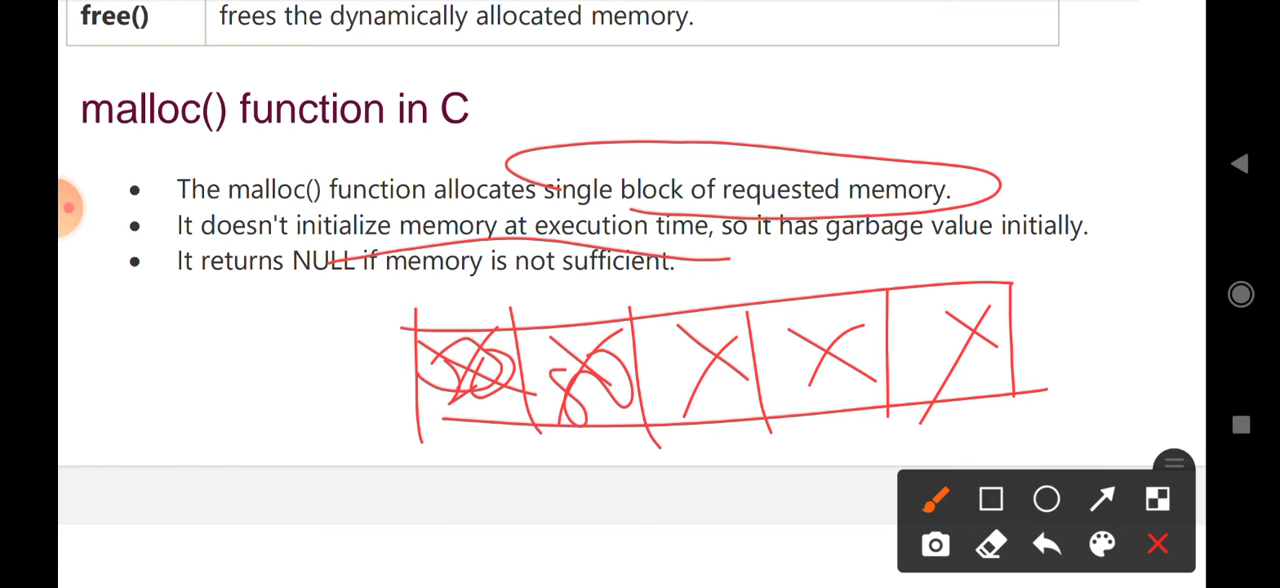 free() frees the dynamically allocated memory.
malloc() function in C
• The malloc() function allocates single block of requested memory.
• It doesn't initialize memory at execution time, so it has garbage value initially.
• It returns NULL if memory is not sufficient.